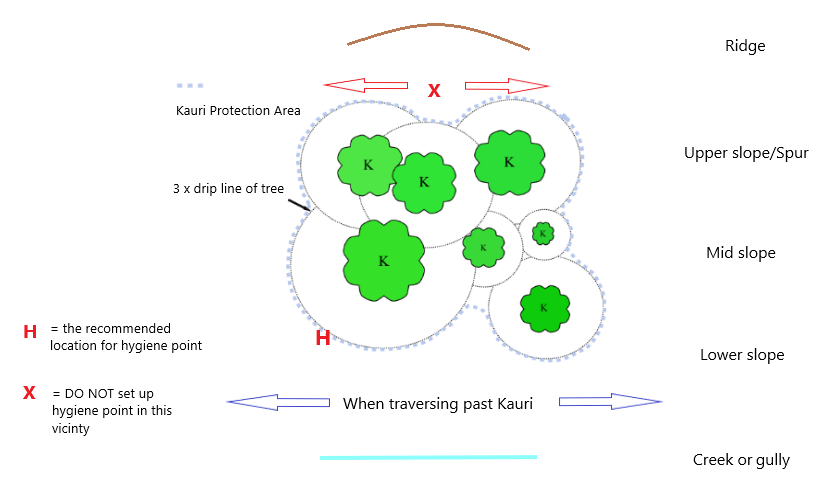 Ridge
X
Kauri Protection Area
Upper slope/Spur
K
K
K
3 x drip line of tree
K
K
K
Mid slope
K
H
H = the recommended
location for hygiene point
Lower slope
X = DO NOT set up
hygiene point in this
vicinty
When traversing past Kauri
Creek or gully